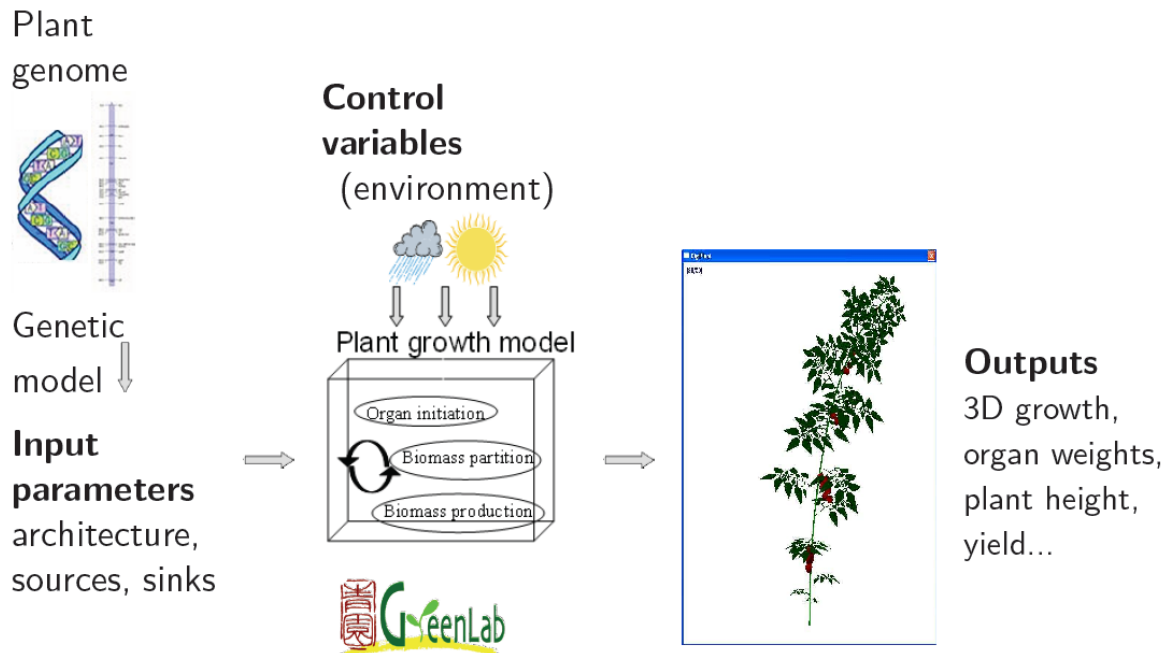 Plant
genome
Genetic
model
Input
parameters
architecture,
sources, sinks
Control
variables
(environment)
Plant growth model
Organ initiation
Biomass partition
Biomass production
GreenLab
Outputs
3D growth,
organ weights,
plant height,
yield...